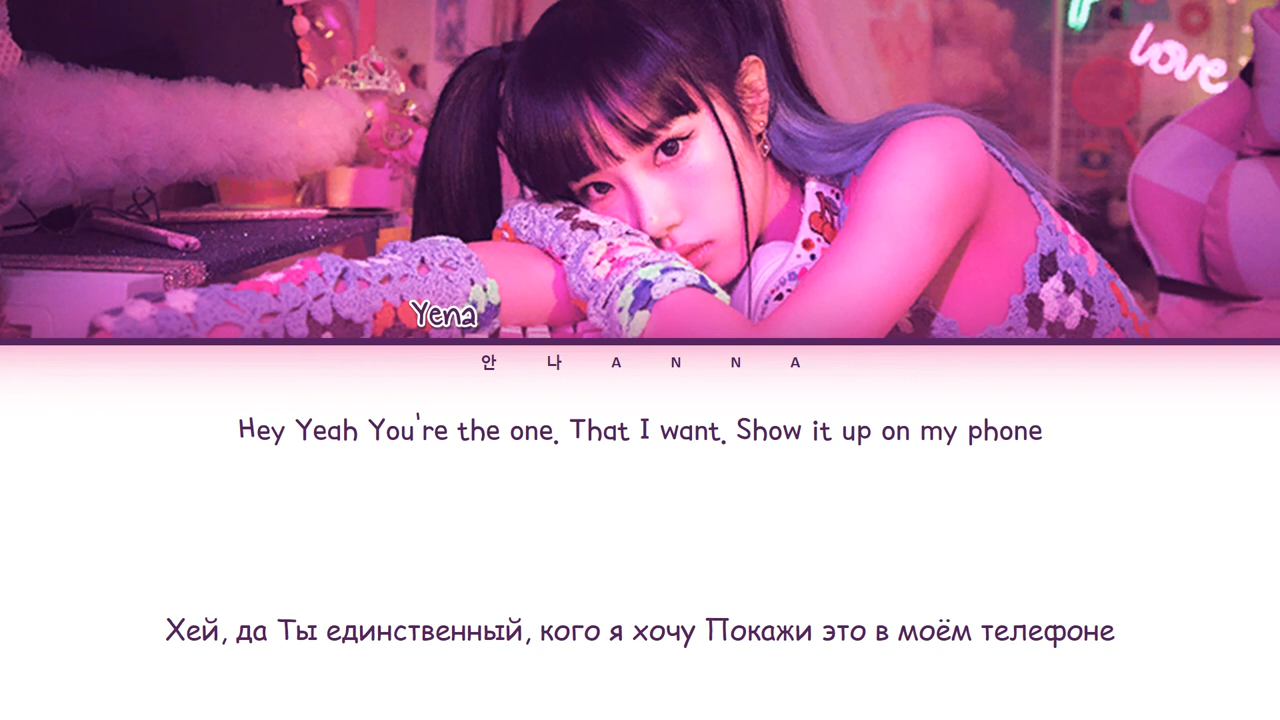 love
Yena
안 나 A N N A
Hey Yeah You're the one. That I want. Show it up on my phone
Хей, да Ты единственный, кого я хочу Покажи это в моём телефоне